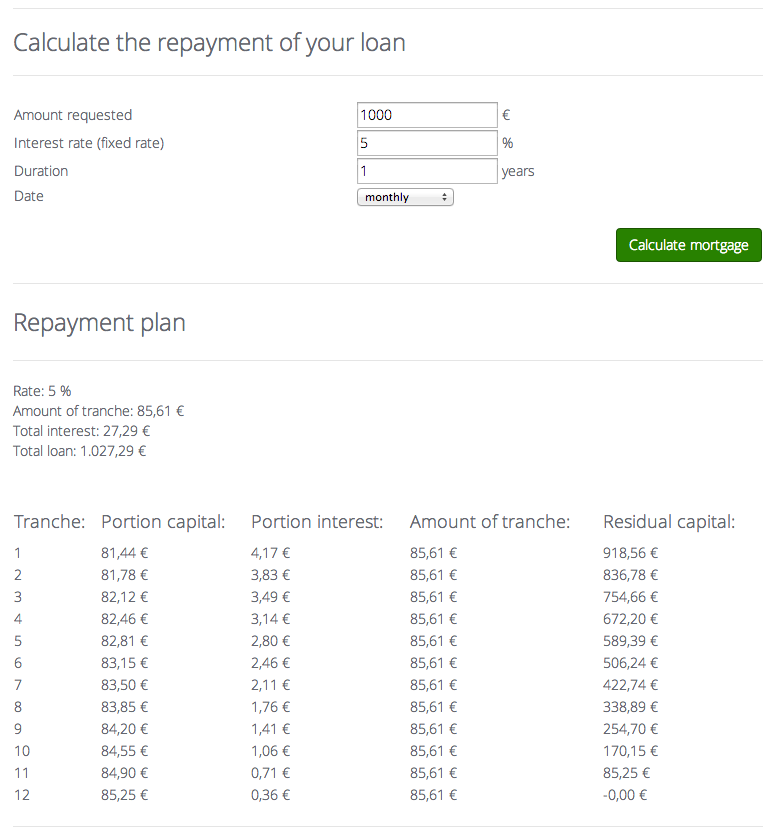 Calculate the repayment of your loan
Amount requested 1000 €
Interest rate (fixed rate) 5 %
Duration 1 years
Date monthly
Calculate mortgage
Repayment plan
Rate: 5 %
Amount of tranche: 85,61 €
Total interest: 27,29 €
Total loan: 1.027,29 €
Tranche: Portion capital: Portion interest: Amount of tranche: Residual capital:
1 81,44 € 4,17 € 85,61 € 918,56 €
2 81,78 € 3,83 € 85,61 € 836,78 €
3 82,12 € 3,49 € 85,61 € 754,66 €
4 82,46 € 3,14 € 85,61 € 672,20 €
5 82,81 € 2,80 € 85,61 € 589,39 €
6 83,15 € 2,46 € 85,61 € 506,24 €
7 83,50 € 2,11 € 85,61 € 422,74 €
8 83,85 € 1,76 € 85,61 € 338,89 €
9 84,20 € 1,41 € 85,61 € 254,70 €
10 84,55 € 1,06 € 85,61 € 170,15 €
11 84,90 € 0,71 € 85,61 € 85,25 €
12 85,25 € 0,36 € 85,61 € -0,00 €